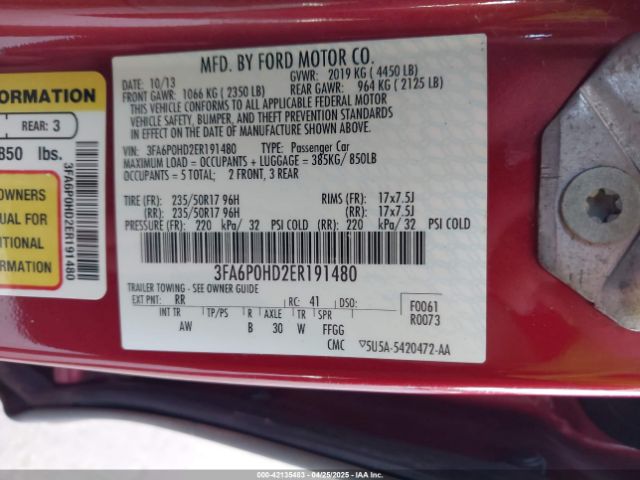 ORMATION
REAR: 3
850 lbs.
OWNERS
UAL FOR
ITIONAL
FORMATION
3FA6P0HD2ER191480
MFD. BY FORD MOTOR CO.
DATE: 10/13 GVWR: 2019 KG ( 4450 LB)
FRONT GAWR: 1066 KG ( 2350 LB) REAR GAWR: 964 KG ( 2125 LB)
THIS VEHICLE CONFORMS TO ALL APPLICABLE FEDERAL MOTOR
VEHICLE SAFETY, BUMPER, AND THEFT PREVENTION STANDARDS
IN EFFECT ON THE DATE OF MANUFACTURE SHOWN ABOVE.
VIN: 3FA6P0HD2ER191480 TYPE: Passenger Car
MAXIMUM LOAD = OCCUPANTS + LUGGAGE = 385KG/ 850LB
OCCUPANTS = 5 TOTAL; 2 FRONT, 3 REAR
TIRE (FR): 235/50R17 96H RIMS (FR): 17x7.5J
(RR): 235/50R17 96H (RR): 17x7.5J
PRESSURE (FR): 220 kPa/ 32 PSI COLD (RR): 220 kPa/ 32 PSI COLD
3FA6P0HD2ER191480
TRAILER TOWING - SEE OWNER GUIDE
EXT PNT: RR RC: 41 DSO: F0061
INT TR TP/PS R AXLE TR SPR R0073
AW B 30 W FFGG
CMC 5U5A-5420472-AA
000-42135483 - 04/25/2025 - IAAI.COM